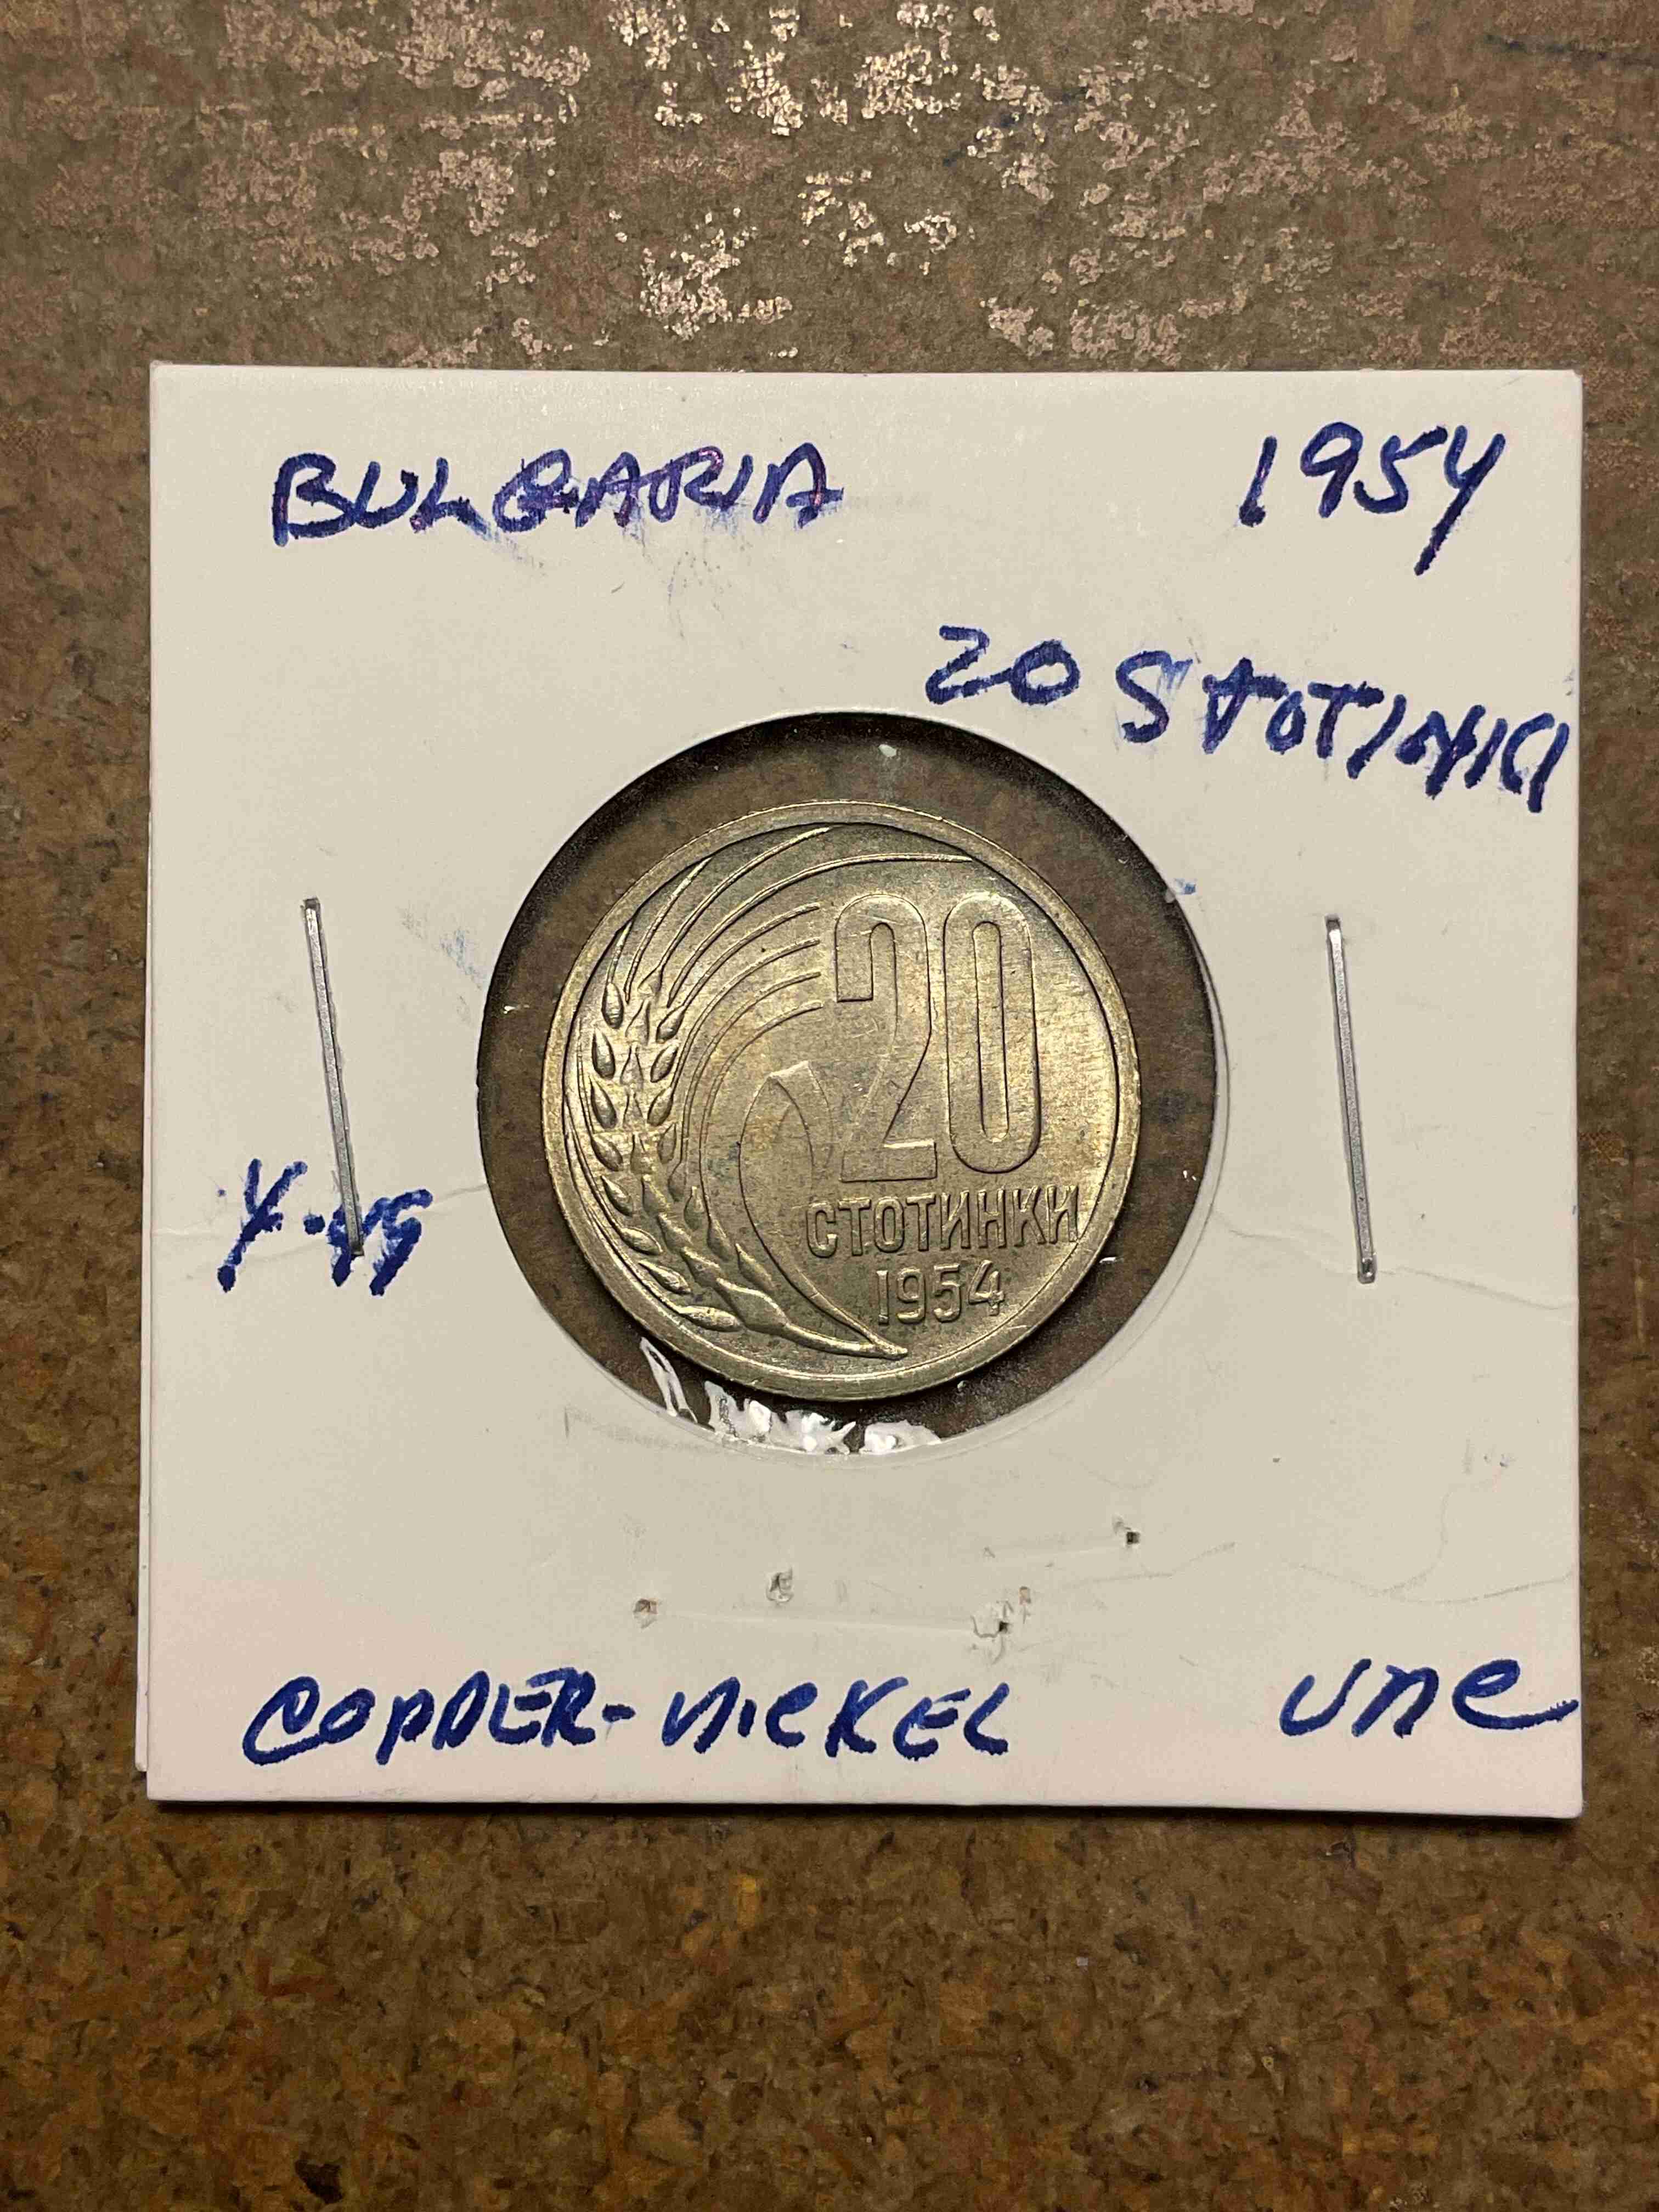 BULGARIA 1954
20 STOTINKI
20
СТОТИНКИ
1954
Y-
COPPER-NICKEL UNC